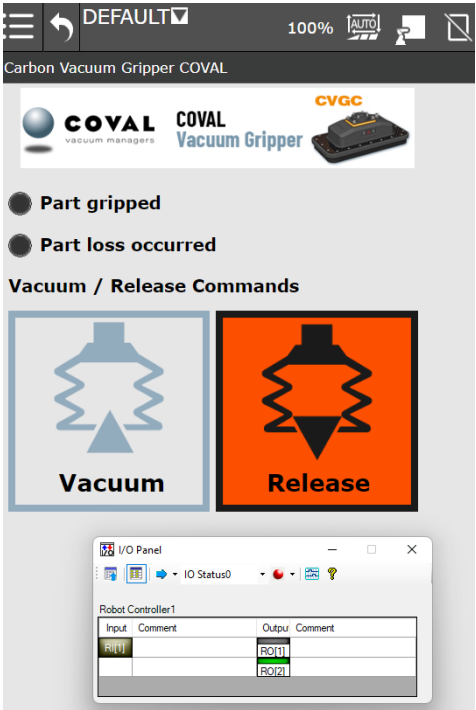 DEFAULT
100%
AUTO
Carbon Vacuum Gripper COVAL
COVAL
vacuum managers
COVAL
Vacuum Gripper
CVGC
Part gripped
Part loss occurred
Vacuum / Release Commands
Vacuum
Release
I/O Panel
IO Status0
Robot Controller1
Input Comment Outpu Comment
RI[1] RO[1]
RO[2]